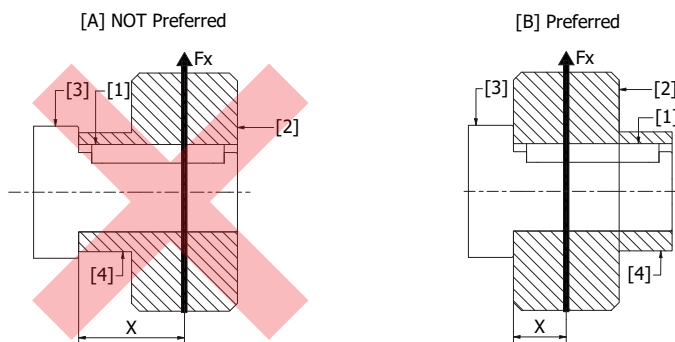 [A] NOT Preferred
Fx
[3]
[1]
[2]
[4]
X
[B] Preferred
Fx
[3]
[2]
[1]
[4]
X